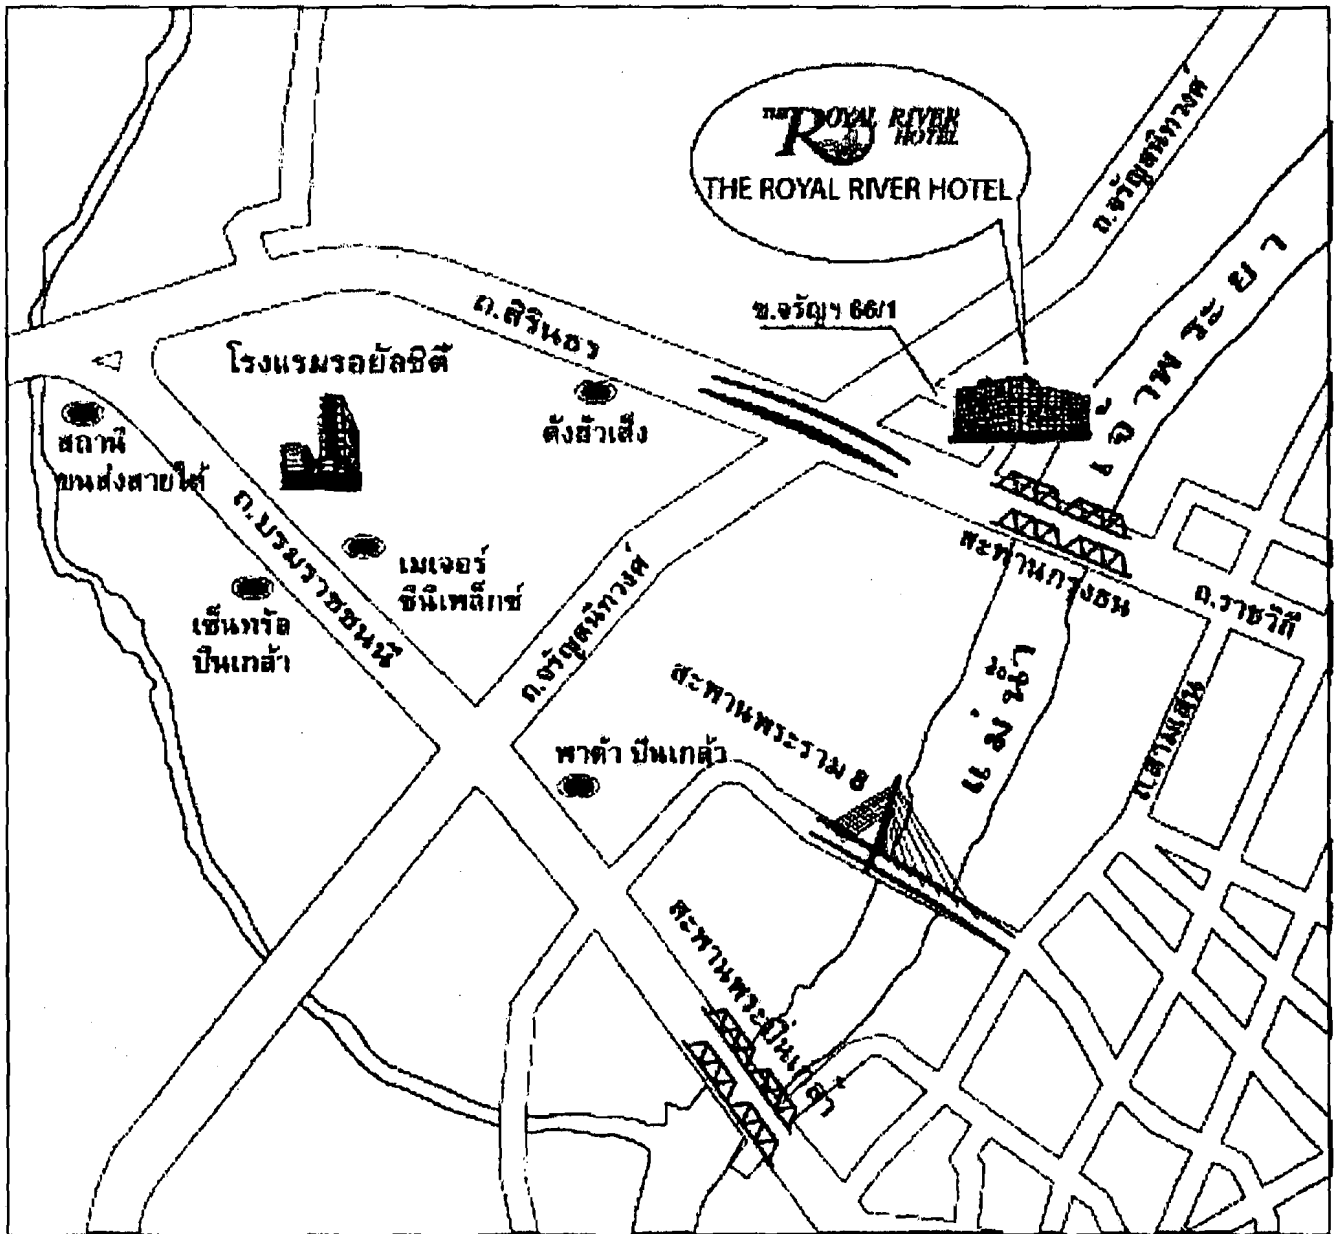 THE ROYAL RIVER
HOTEL
THE ROYAL RIVER HOTEL
ถ.จรัญสนิทวงศ์
ถ.สิรินธร
ซ.จรัญฯ 66/1
เจ้าพระยา
โรงแรมรอยัลซิตี้
ตั้งฮั่วเส็ง
สถานี
ขนส่งสายใต้
ถ.บรมราชชนนี
เมเจอร์
ซีนีเพล็กซ์
เซ็นทรัล
ปิ่นเกล้า
ถ.จรัญสนิทวงศ์
สะพานกรุงธน
ถ.ราชวิถี
แม่น้ำ
สะพานพระราม 8
ถ.สามเสน
พาต้า ปิ่นเกล้า
สะพานพระปิ่นเกล้า